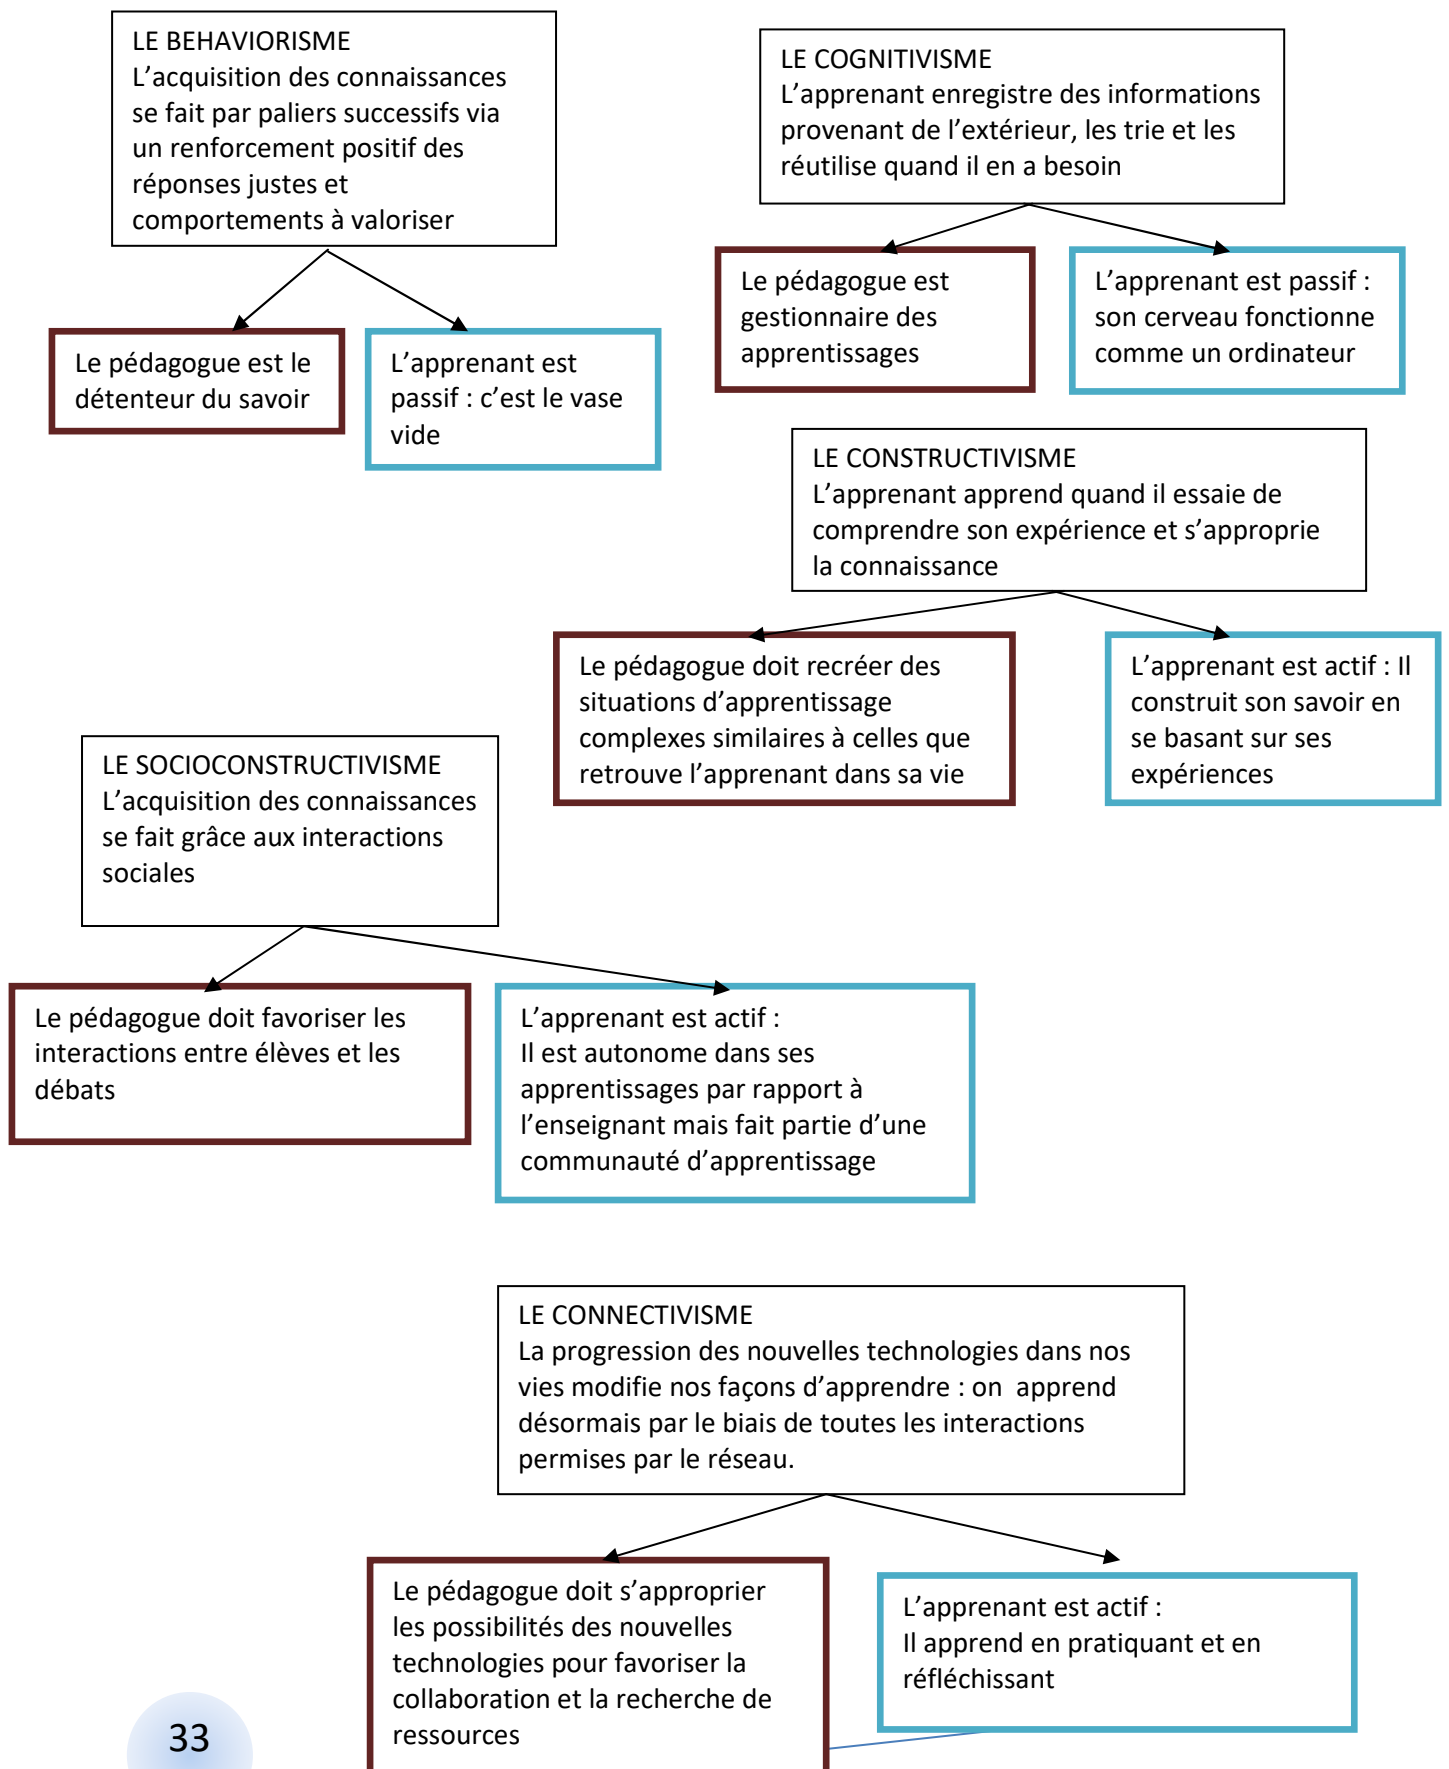 LE BEHAVIORISME
L’acquisition des connaissances
se fait par paliers successifs via
un renforcement positif des
réponses justes et
comportements à valoriser
LE COGNITIVISME
L’apprenant enregistre des informations
provenant de l’extérieur, les trie et les
réutilise quand il en a besoin
Le pédagogue est le
détenteur du savoir
L’apprenant est
passif : c’est le vase
vide
Le pédagogue est
gestionnaire des
apprentissages
L’apprenant est passif :
son cerveau fonctionne
comme un ordinateur
LE CONSTRUCTIVISME
L’apprenant apprend quand il essaie de
comprendre son expérience et s’approprie
la connaissance
Le pédagogue doit recréer des
situations d’apprentissage
complexes similaires à celles que
retrouve l’apprenant dans sa vie
L’apprenant est actif : Il
construit son savoir en
se basant sur ses
expériences
LE SOCIOCONSTRUCTIVISME
L’acquisition des connaissances
se fait grâce aux interactions
sociales
Le pédagogue doit favoriser les
interactions entre élèves et les
débats
L’apprenant est actif :
Il est autonome dans ses
apprentissages par rapport à
l’enseignant mais fait partie d’une
communauté d’apprentissage
LE CONNECTIVISME
La progression des nouvelles technologies dans nos
vies modifie nos façons d’apprendre : on  apprend
désormais par le biais de toutes les interactions
permises par le réseau.
Le pédagogue doit s’approprier
les possibilités des nouvelles
technologies pour favoriser la
collaboration et la recherche de
ressources
L’apprenant est actif :
Il apprend en pratiquant et en
réfléchissant
33